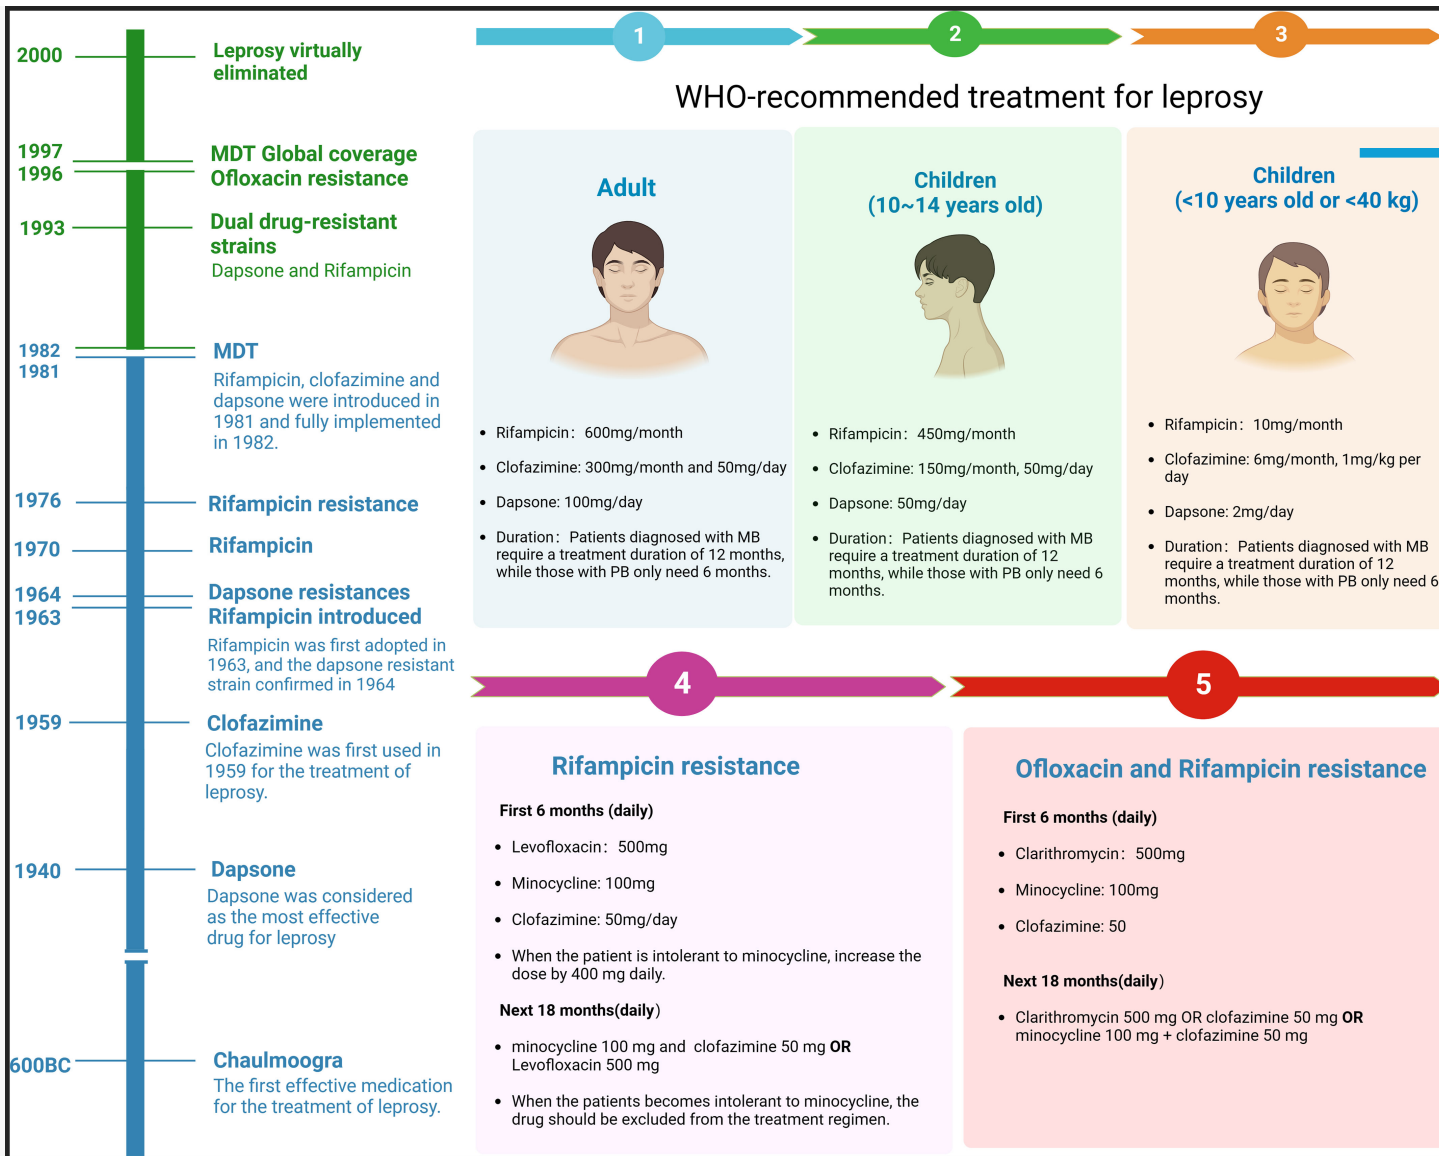 2000
Leprosy virtually
eliminated
1997
MDT Global coverage
1996
Ofloxacin resistance
1993
Dual drug-resistant
strains
Dapsone and Rifampicin
1982
MDT
1981
Rifampicin, clofazimine and
dapsone were introduced in
1981 and fully implemented
in 1982.
1976
Rifampicin resistance
1970
Rifampicin
1964
Dapsone resistances
1963
Rifampicin introduced
Rifampicin was first adopted in
1963, and the dapsone resistant
strain confirmed in 1964
1959
Clofazimine
Clofazimine was first used in
1959 for the treatment of
leprosy.
1940
Dapsone
Dapsone was considered
as the most effective
drug for leprosy
600BC
Chaulmoogra
The first effective medication
for the treatment of leprosy.
1
2
3
WHO-recommended treatment for leprosy
Adult
• Rifampicin: 600mg/month
• Clofazimine: 300mg/month and 50mg/day
• Dapsone: 100mg/day
• Duration: Patients diagnosed with MB
require a treatment duration of 12 months,
while those with PB only need 6 months.
Children
(10~14 years old)
• Rifampicin: 450mg/month
• Clofazimine: 150mg/month, 50mg/day
• Dapsone: 50mg/day
• Duration: Patients diagnosed with MB
require a treatment duration of 12
months, while those with PB only need 6
months.
Children
(<10 years old or <40 kg)
• Rifampicin: 10mg/month
• Clofazimine: 6mg/month, 1mg/kg per
day
• Dapsone: 2mg/day
• Duration: Patients diagnosed with MB
require a treatment duration of 12
months, while those with PB only need 6
months.
4
5
Rifampicin resistance
First 6 months (daily)
• Levofloxacin: 500mg
• Minocycline: 100mg
• Clofazimine: 50mg/day
• When the patient is intolerant to minocycline, increase the
dose by 400 mg daily.
Next 18 months(daily)
• minocycline 100 mg and clofazimine 50 mg OR
Levofloxacin 500 mg
• When the patients becomes intolerant to minocycline, the
drug should be excluded from the treatment regimen.
Ofloxacin and Rifampicin resistance
First 6 months (daily)
• Clarithromycin: 500mg
• Minocycline: 100mg
• Clofazimine: 50
Next 18 months(daily)
• Clarithromycin 500 mg OR clofazimine 50 mg OR
minocycline 100 mg + clofazimine 50 mg